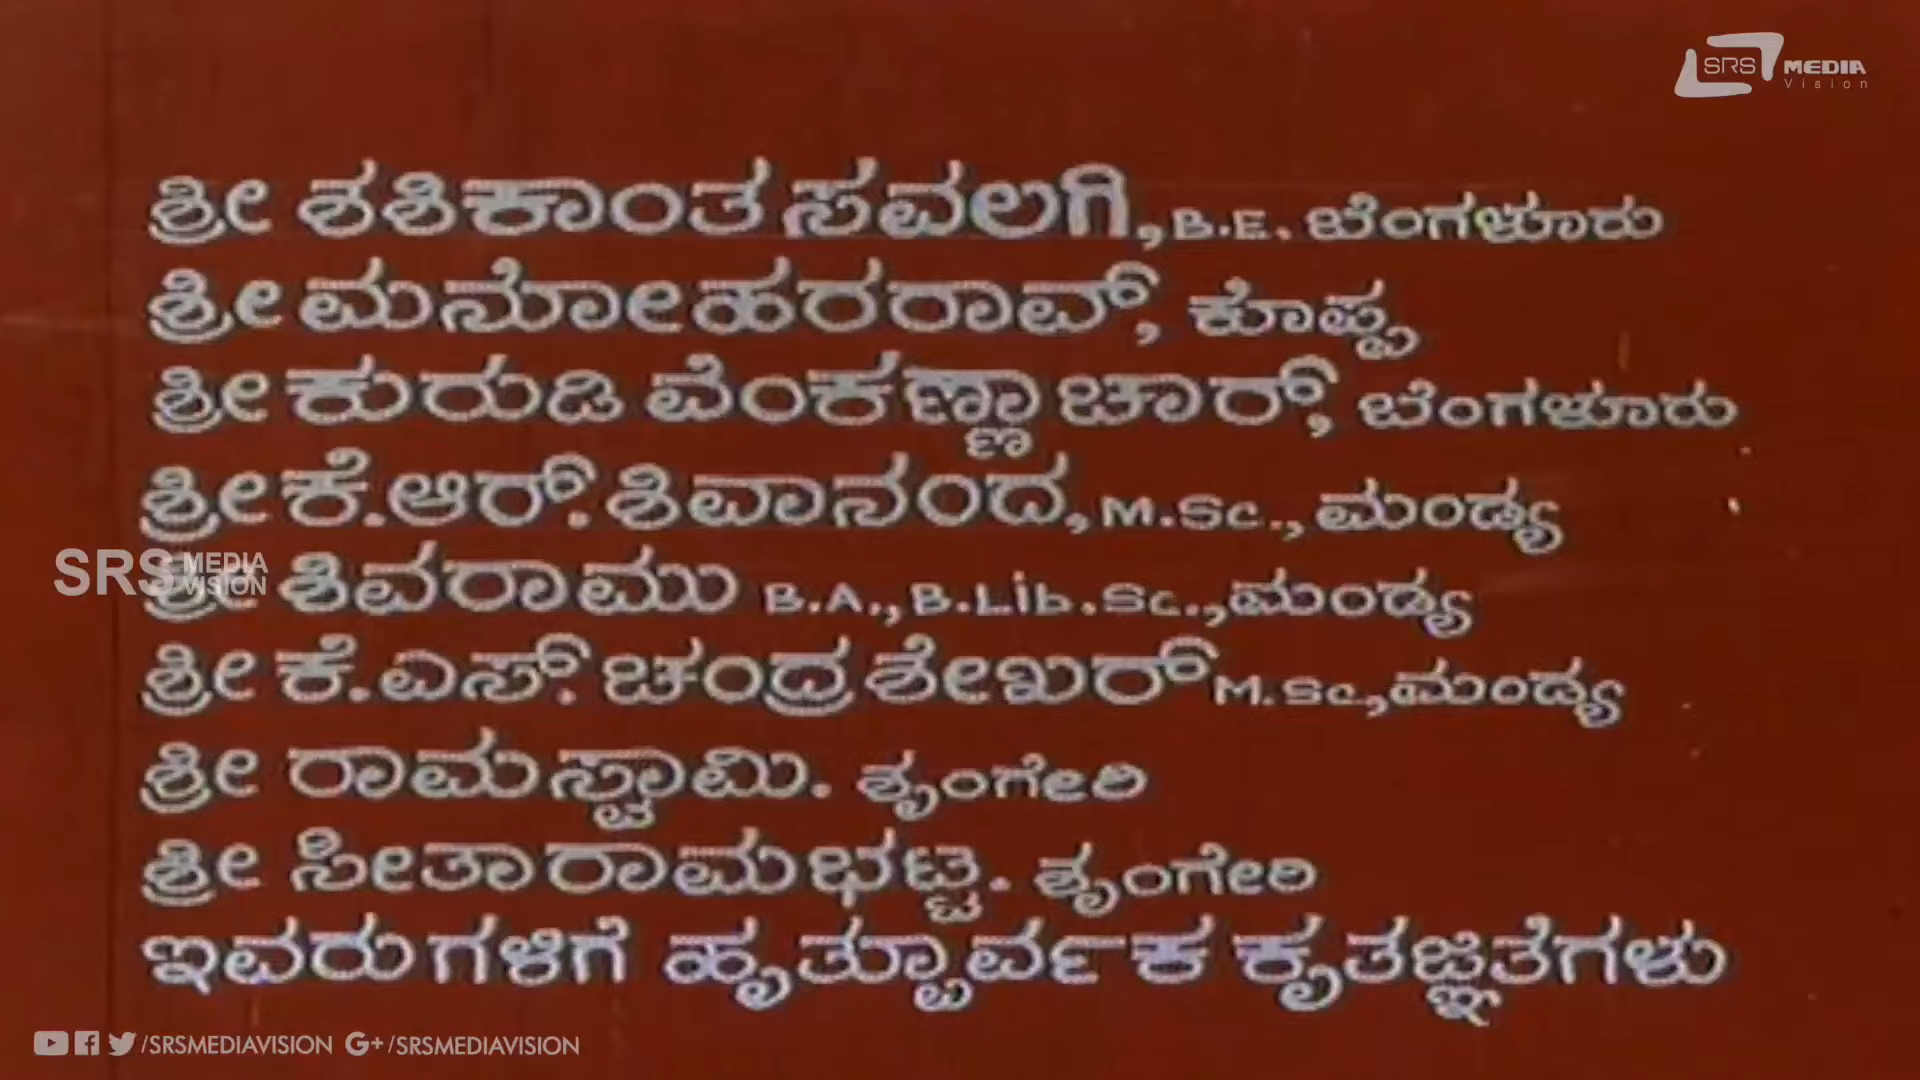 SRS MEDIA
Vision
ಶ್ರೀ ಶಶಿಕಾಂತ ಸವಲಗಿ, B.E. ಬೆಂಗಳೂರು
ಶ್ರೀ ಮನೋಹರರಾವ್, ಕೊಪ್ಪ
ಶ್ರೀ ಕುರುಡಿ ವೆಂಕಣ್ಣಾಚಾರ್, ಬೆಂಗಳೂರು
ಶ್ರೀ ಕೆ.ಆರ್. ಶಿವಾನಂದ, M.Sc., ಮಂಡ್ಯ
SRS MEDIA VISION
ಶ್ರೀ ಶಿವರಾಮು B.A., B.Lib.Sc., ಮಂಡ್ಯ
ಶ್ರೀ ಕೆ.ಎಸ್. ಚಂದ್ರಶೇಖರ್ M.Sc., ಮಂಡ್ಯ
ಶ್ರೀ ರಾಮಸ್ವಾಮಿ. ಶೃಂಗೇರಿ
ಶ್ರೀ ಸೀತಾರಾಮಭಟ್ಟ. ಶೃಂಗೇರಿ
ಇವರುಗಳಿಗೆ ಹೃತ್ಪೂರ್ವಕ ಕೃತಜ್ಞತೆಗಳು
/SRSMEDIAVISION G+/SRSMEDIAVISION